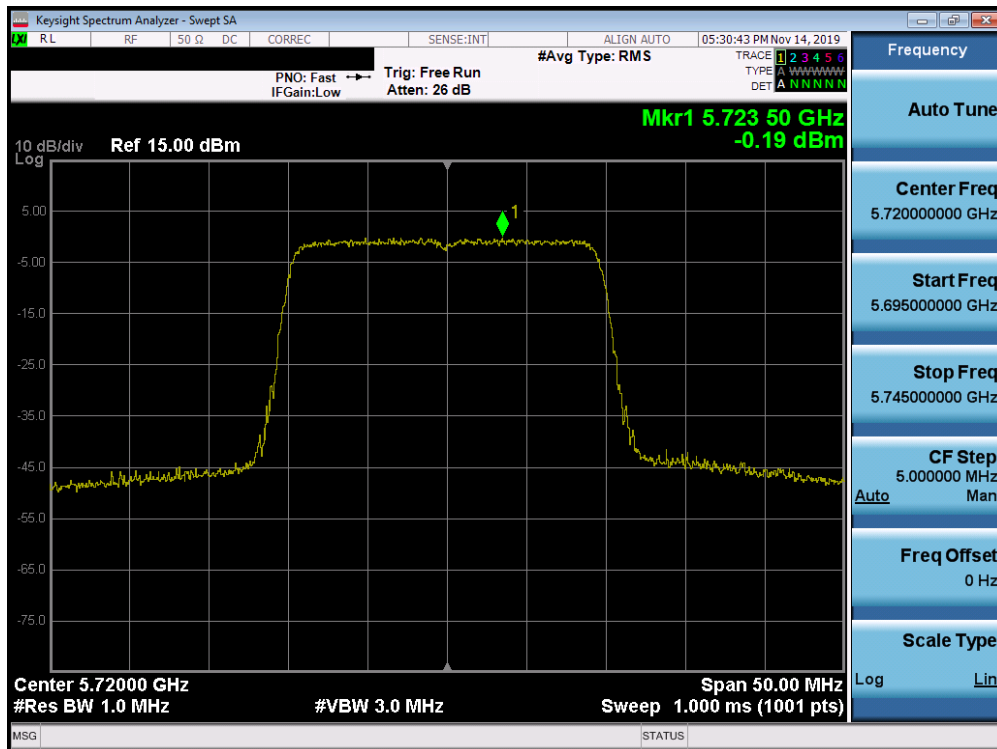 Keysight Spectrum Analyzer - Swept SA
LXI RL RF 50 Ω DC CORREC SENSE:INT ALIGN AUTO 05:30:43 PM Nov 14, 2019
#Avg Type: RMS
TRACE 1 2 3 4 5 6
PNO: Fast Trig: Free Run
TYPE A WWWWW
IFGain:Low Atten: 26 dB
DET A N N N N N
Mkr1 5.723 50 GHz
-0.19 dBm
10 dB/div Ref 15.00 dBm
Log
5.00
1
-5.00
-15.0
-25.0
-35.0
-45.0
-55.0
-65.0
-75.0
Center 5.72000 GHz Span 50.00 MHz
#Res BW 1.0 MHz #VBW 3.0 MHz Sweep 1.000 ms (1001 pts)
MSG STATUS
Frequency
Auto Tune
Center Freq
5.720000000 GHz
Start Freq
5.695000000 GHz
Stop Freq
5.745000000 GHz
CF Step
5.000000 MHz
Auto Man
Freq Offset
0 Hz
Scale Type
Log Lin